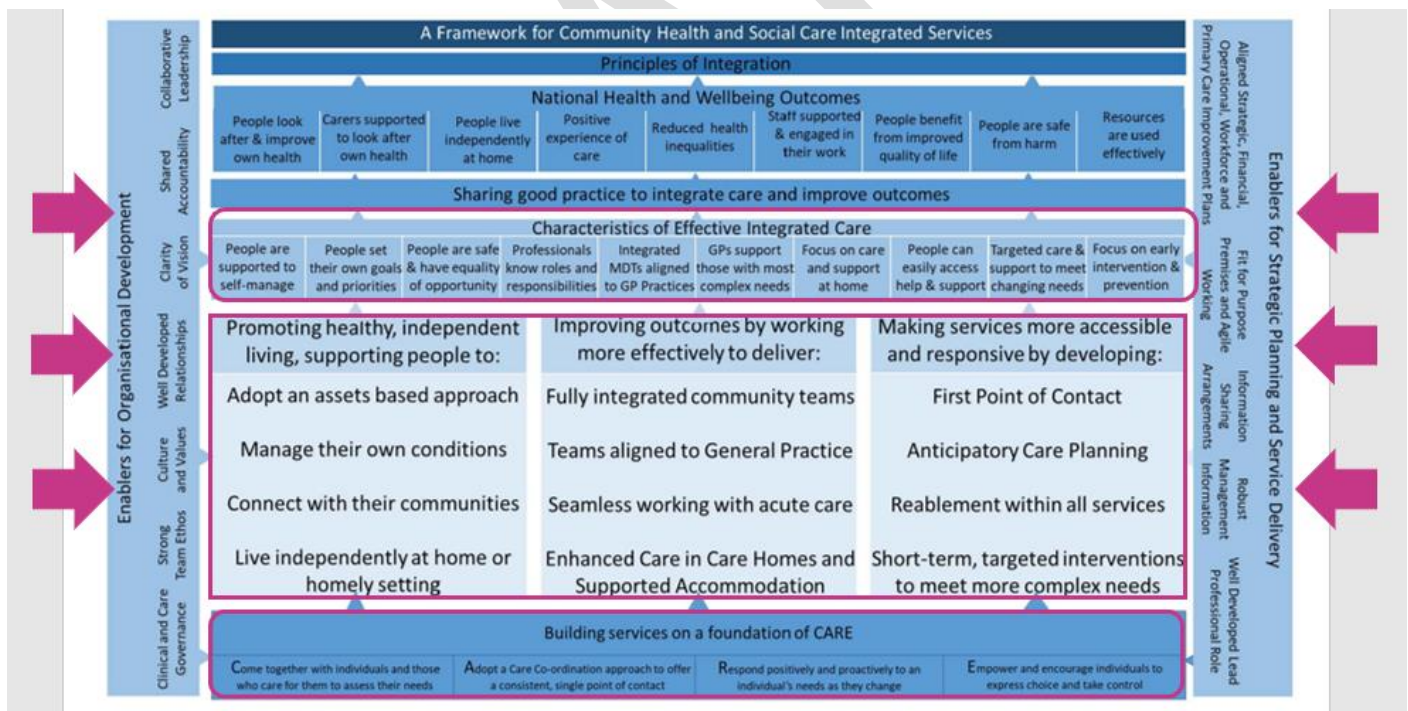 A Framework for Community Health and Social Care Integrated Services
Principles of Integration
National Health and Wellbeing Outcomes
People look
after & improve
own health
Carers supported
to look after
own health
People live
independently
at home
Positive
experience of
care
Reduced health
inequalities
Staff supported
& engaged in
their work
People benefit
from improved
quality of life
People are safe
from harm
Resources
are used
effectively
Sharing good practice to integrate care and improve outcomes
Characteristics of Effective Integrated Care
People are
supported to
self-manage
People set
their own goals
and priorities
People are safe
& have equality
of opportunity
Professionals
know roles and
responsibilities
Integrated
MDTs aligned
to GP Practices
GPs support
those with most
complex needs
Focus on care
and support
at home
People can
easily access
help & support
Targeted care &
support to meet
changing needs
Focus on early
intervention &
prevention
Promoting healthy, independent
living, supporting people to:
Adopt an assets based approach
Manage their own conditions
Connect with their communities
Live independently at home or
homely setting
Improving outcomes by working
more effectively to deliver:
Fully integrated community teams
Teams aligned to General Practice
Seamless working with acute care
Enhanced Care in Care Homes and
Supported Accommodation
Making services more accessible
and responsive by developing:
First Point of Contact
Anticipatory Care Planning
Reablement within all services
Short-term, targeted interventions
to meet more complex needs
Building services on a foundation of CARE
Come together with individuals and those
who care for them to assess their needs
Adopt a Care Co-ordination approach to offer
a consistent, single point of contact
Respond positively and proactively to an
individual's needs as they change
Empower and encourage individuals to
express choice and take control
Enablers for Organisational Development
Collaborative
Leadership
Shared
Accountability
Clarity
of Vision
Well Developed
Relationships
Culture
and Values
Strong
Team Ethos
Clinical and Care
Governance
Enablers for Strategic Planning and Service Delivery
Aligned Strategic, Financial,
Operational, Workforce and
Primary Care Improvement Plans
Fit for Purpose
Premises and Agile
Working
Information
Sharing
Arrangements
Robust
Management
Information
Well Developed Lead
Professional Role